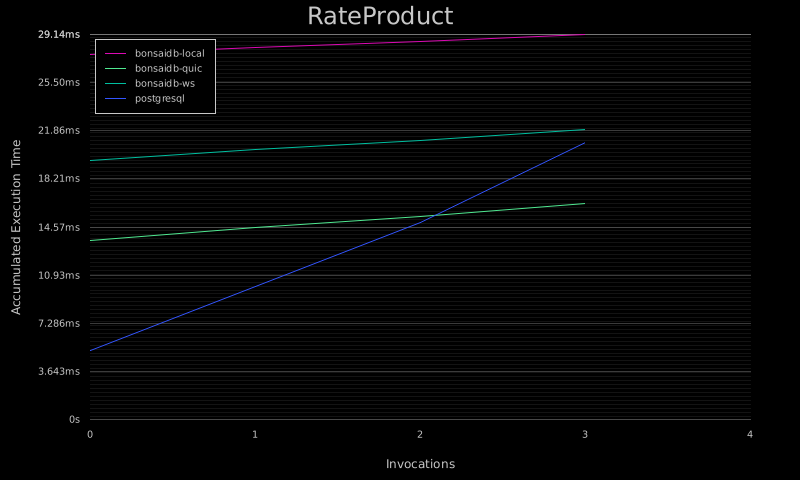 RateProduct
29.14ms
25.50ms
21.86ms
18.21ms
14.57ms
10.93ms
7.286ms
3.643ms
0s
Accumulated Execution Time
bonsaidb-local
bonsaidb-quic
bonsaidb-ws
postgresql
0 1 2 3 4
Invocations